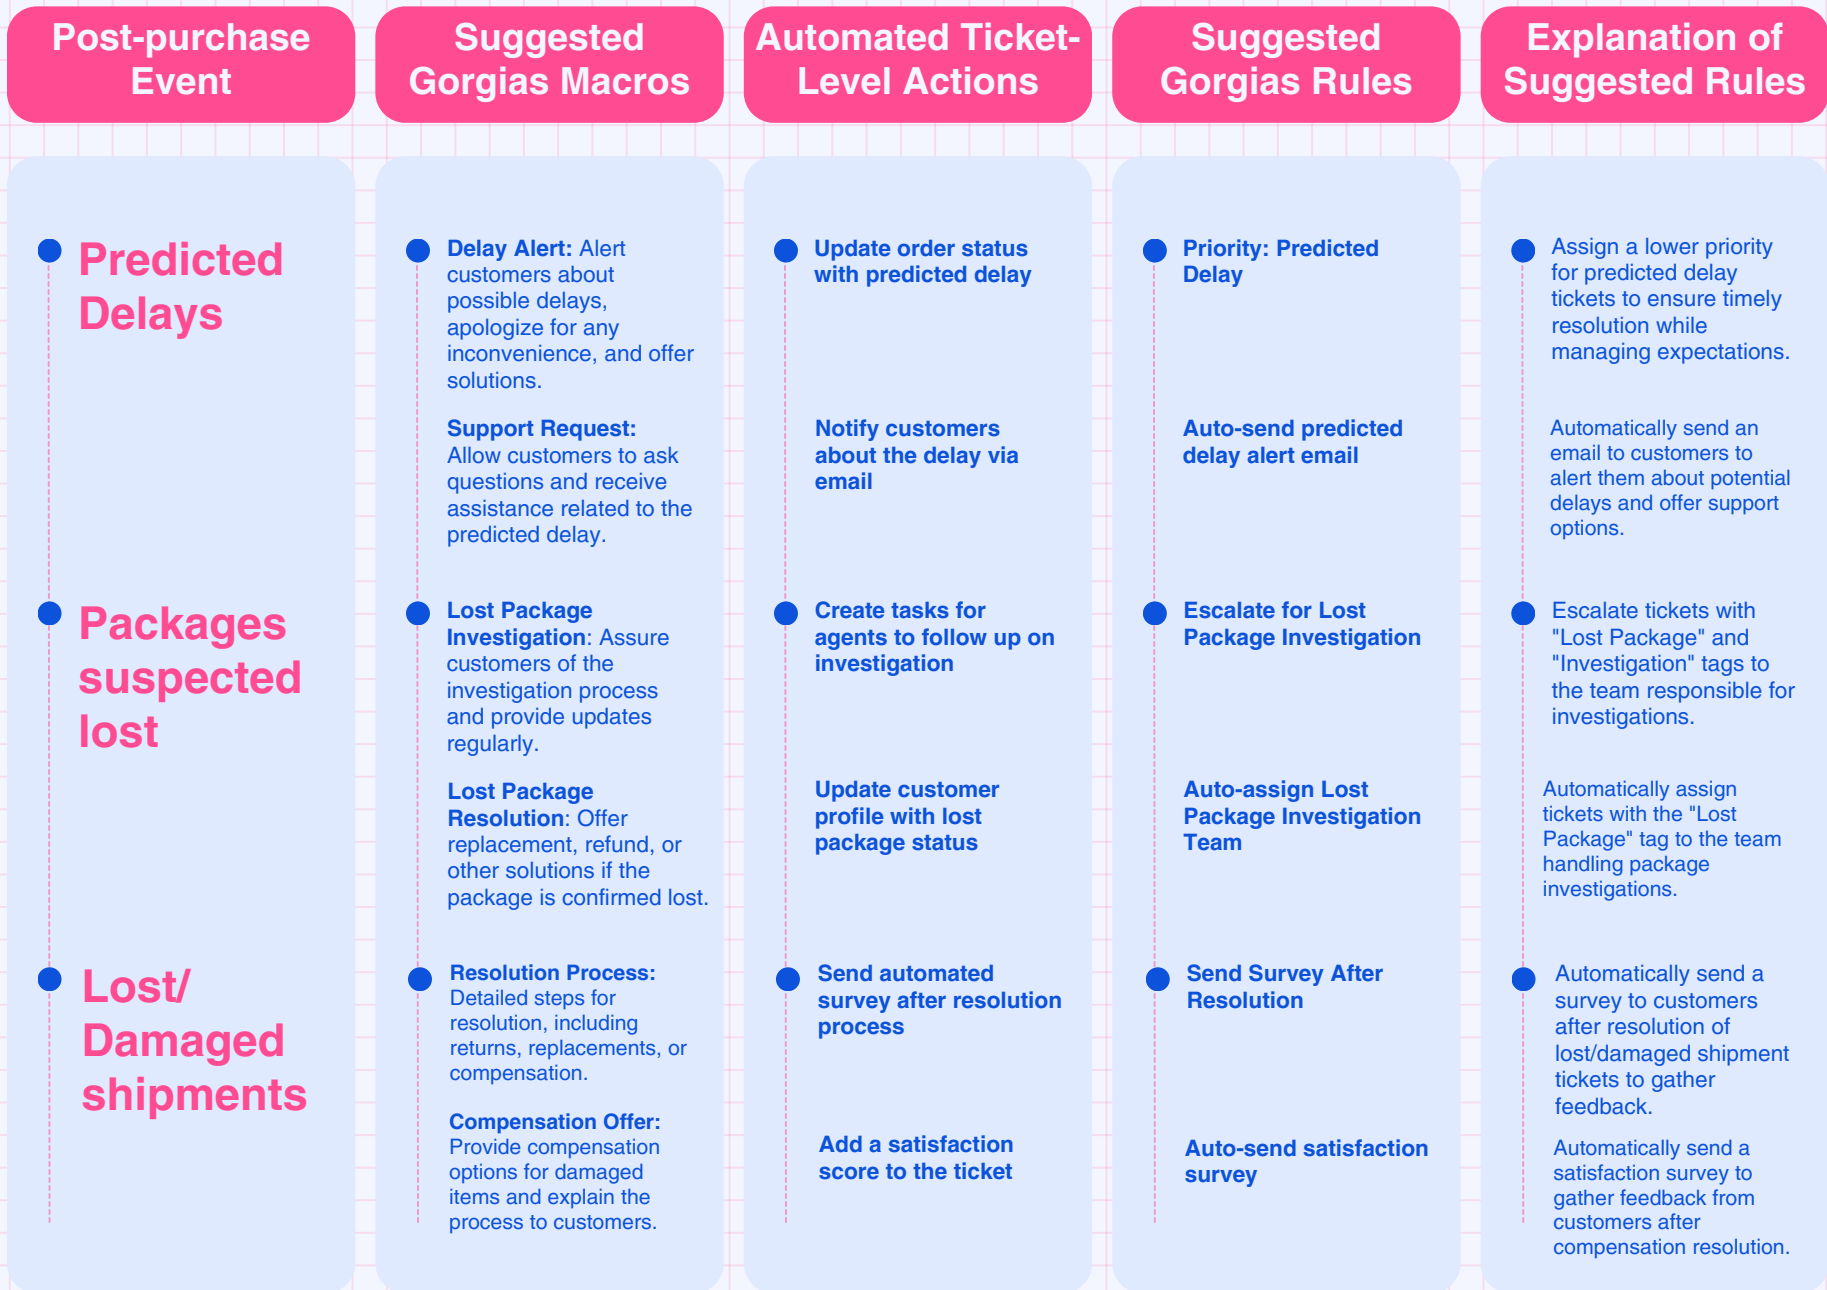 Post-purchase
Event
Suggested
Gorgias Macros
Automated Ticket-
Level Actions
Suggested
Gorgias Rules
Explanation of
Suggested Rules
Predicted
Delays
Delay Alert: Alert
customers about
possible delays,
apologize for any
inconvenience, and offer
solutions.
Update order status
with predicted delay
Priority: Predicted
Delay
Assign a lower priority
for predicted delay
tickets to ensure timely
resolution while
managing expectations.
Support Request:
Allow customers to ask
questions and receive
assistance related to the
predicted delay.
Notify customers
about the delay via
email
Auto-send predicted
delay alert email
Automatically send an
email to customers to
alert them about potential
delays and offer support
options.
Packages
suspected
lost
Lost Package
Investigation: Assure
customers of the
investigation process
and provide updates
regularly.
Create tasks for
agents to follow up on
investigation
Escalate for Lost
Package Investigation
Escalate tickets with
"Lost Package" and
"Investigation" tags to
the team responsible for
investigations.
Lost Package
Resolution: Offer
replacement, refund, or
other solutions if the
package is confirmed lost.
Update customer
profile with lost
package status
Auto-assign Lost
Package Investigation
Team
Automatically assign
tickets with the "Lost
Package" tag to the team
handling package
investigations.
Lost/
Damaged
shipments
Resolution Process:
Detailed steps for
resolution, including
returns, replacements, or
compensation.
Send automated
survey after resolution
process
Send Survey After
Resolution
Automatically send a
survey to customers
after resolution of
lost/damaged shipment
tickets to gather
feedback.
Compensation Offer:
Provide compensation
options for damaged
items and explain the
process to customers.
Add a satisfaction
score to the ticket
Auto-send satisfaction
survey
Automatically send a
satisfaction survey to
gather feedback from
customers after
compensation resolution.